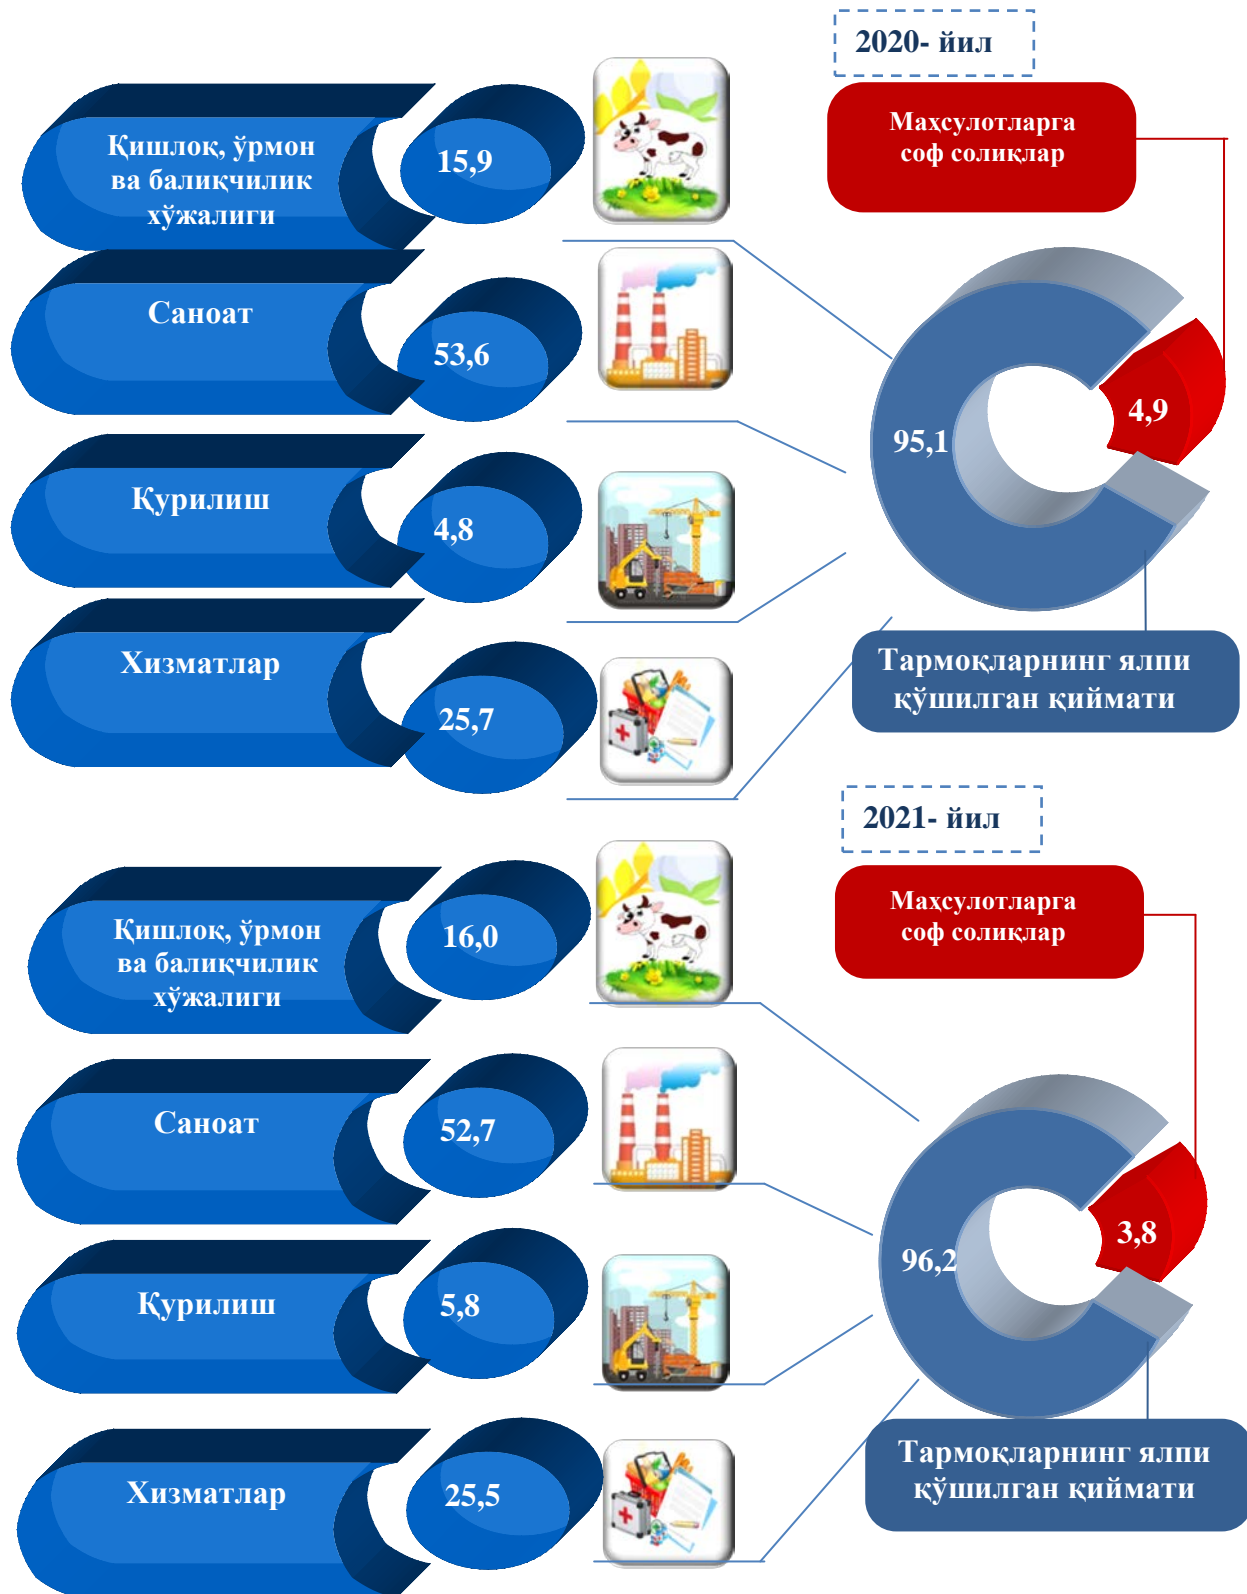 2020- йил
Маҳсулотларга
соф солиқлар
Қишлоқ, ўрмон
ва балиқчилик
хўжалиги
15,9
Саноат
53,6
Қурилиш
4,8
Хизматлар
25,7
95,1
4,9
Тармоқларнинг ялпи
қўшилган қиймати
2021- йил
Маҳсулотларга
соф солиқлар
Қишлоқ, ўрмон
ва балиқчилик
хўжалиги
16,0
Саноат
52,7
Қурилиш
5,8
Хизматлар
25,5
96,2
3,8
Тармоқларнинг ялпи
қўшилган қиймати